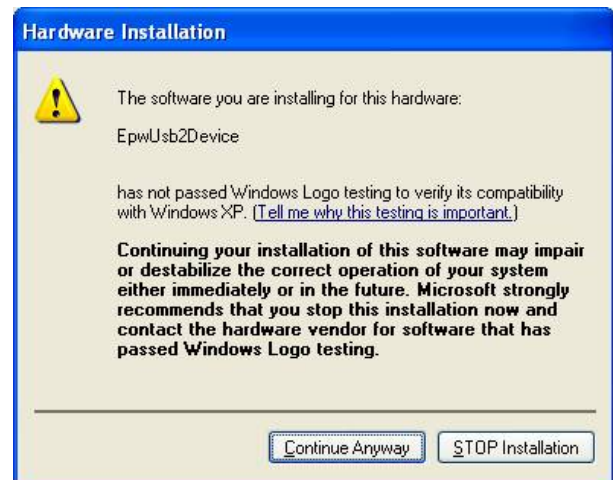 Hardware Installation
The software you are installing for this hardware:
EpwUsb2Device
has not passed Windows Logo testing to verify its compatibility
with Windows XP. (Tell me why this testing is important.)
Continuing your installation of this software may impair
or destabilize the correct operation of your system
either immediately or in the future. Microsoft strongly
recommends that you stop this installation now and
contact the hardware vendor for software that has
passed Windows Logo testing.
Continue Anyway STOP Installation